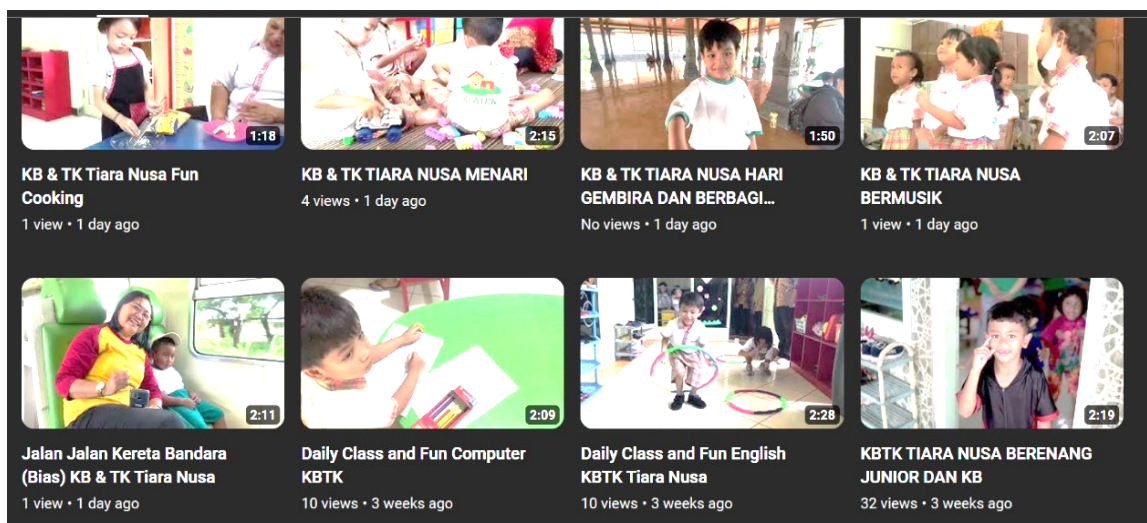 1:18
2:15
1:50
2:07
KB & TK Tiara Nusa Fun
Cooking
1 view • 1 day ago
KB & TK TIARA NUSA MENARI
4 views • 1 day ago
KB & TK TIARA NUSA HARI
GEMBIRA DAN BERBAGI...
No views • 1 day ago
KB & TK TIARA NUSA
BERMUSIK
1 view • 1 day ago
2:11
2:09
2:28
2:19
Jalan Jalan Kereta Bandara
(Bias) KB & TK Tiara Nusa
1 view • 1 day ago
Daily Class and Fun Computer
KBTK
10 views • 3 weeks ago
Daily Class and Fun English
KBTK Tiara Nusa
10 views • 3 weeks ago
KBTK TIARA NUSA BERENANG
JUNIOR DAN KB
32 views • 3 weeks ago